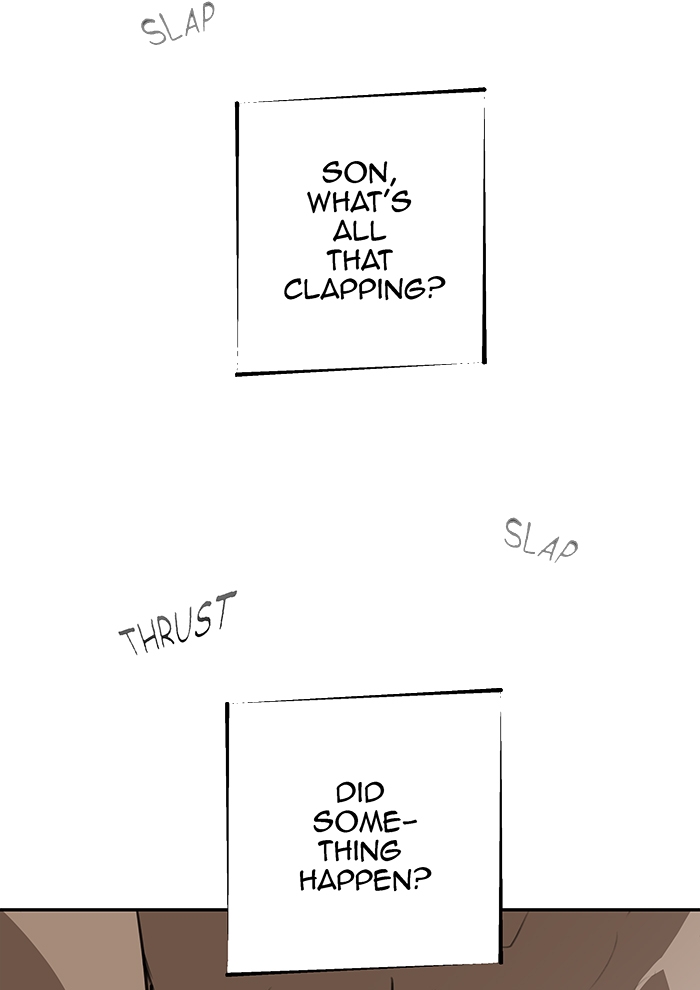 SLAP
SON,
WHAT'S
ALL
THAT
CLAPPING?
SLAP
THRUST
DID
SOME-
THING
HAPPEN?